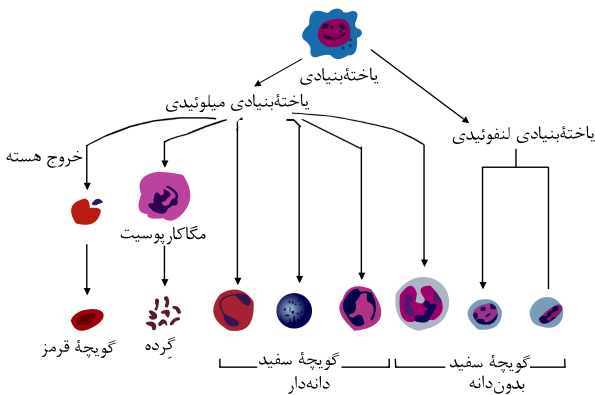 یاختهٔ‌بنیادی
یاختهٔ‌بنیادی میلوئیدی
یاختهٔ‌بنیادی لنفوئیدی
خروج هسته
مگاکارپوسیت
گویچهٔ قرمز
گِرده
گویچهٔ سفید
دانه‌دار
گویچهٔ سفید
بدون‌دانه